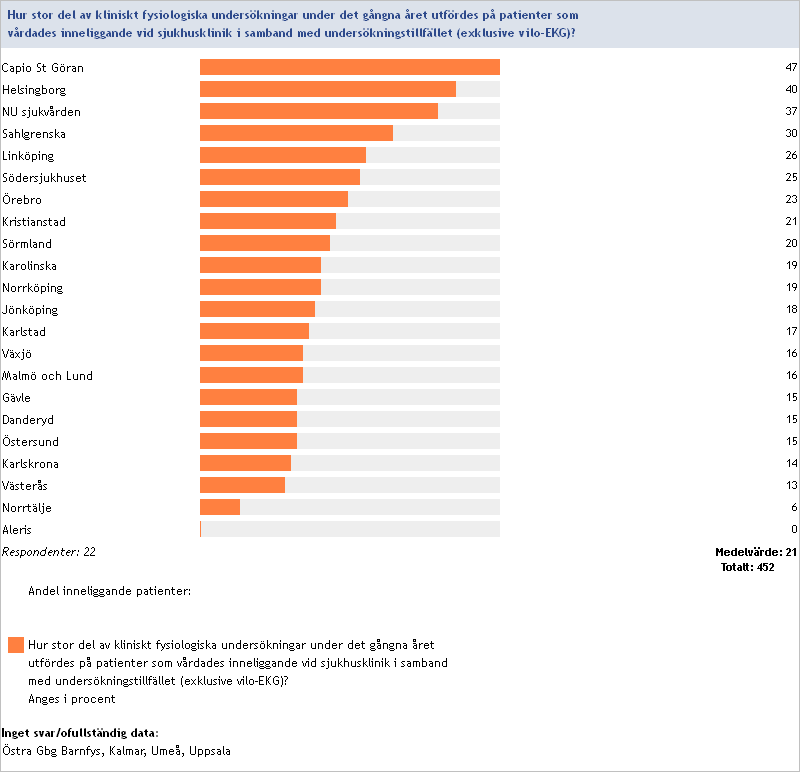 Hur stor del av kliniskt fysiologiska undersökningar under det gångna året utfördes på patienter som
vårdades inneliggande vid sjukhusklinik i samband med undersökningstillfället (exklusive vilo-EKG)?
Capio St Göran 47
Helsingborg 40
NU sjukvården 37
Sahlgrenska 30
Linköping 26
Södersjukhuset 25
Örebro 23
Kristianstad 21
Sörmland 20
Karolinska 19
Norrköping 19
Jönköping 18
Karlstad 17
Växjö 16
Malmö och Lund 16
Gävle 15
Danderyd 15
Östersund 15
Karlskrona 14
Västerås 13
Norrtälje 6
Aleris 0
Respondenter: 22 Medelvärde: 21
Totalt: 452
Andel inneliggande patienter:
Hur stor del av kliniskt fysiologiska undersökningar under det gångna året
utfördes på patienter som vårdades inneliggande vid sjukhusklinik i samband
med undersökningstillfället (exklusive vilo-EKG)?
Anges i procent
Inget svar/ofullständig data:
Östra Gbg Barnfys, Kalmar, Umeå, Uppsala